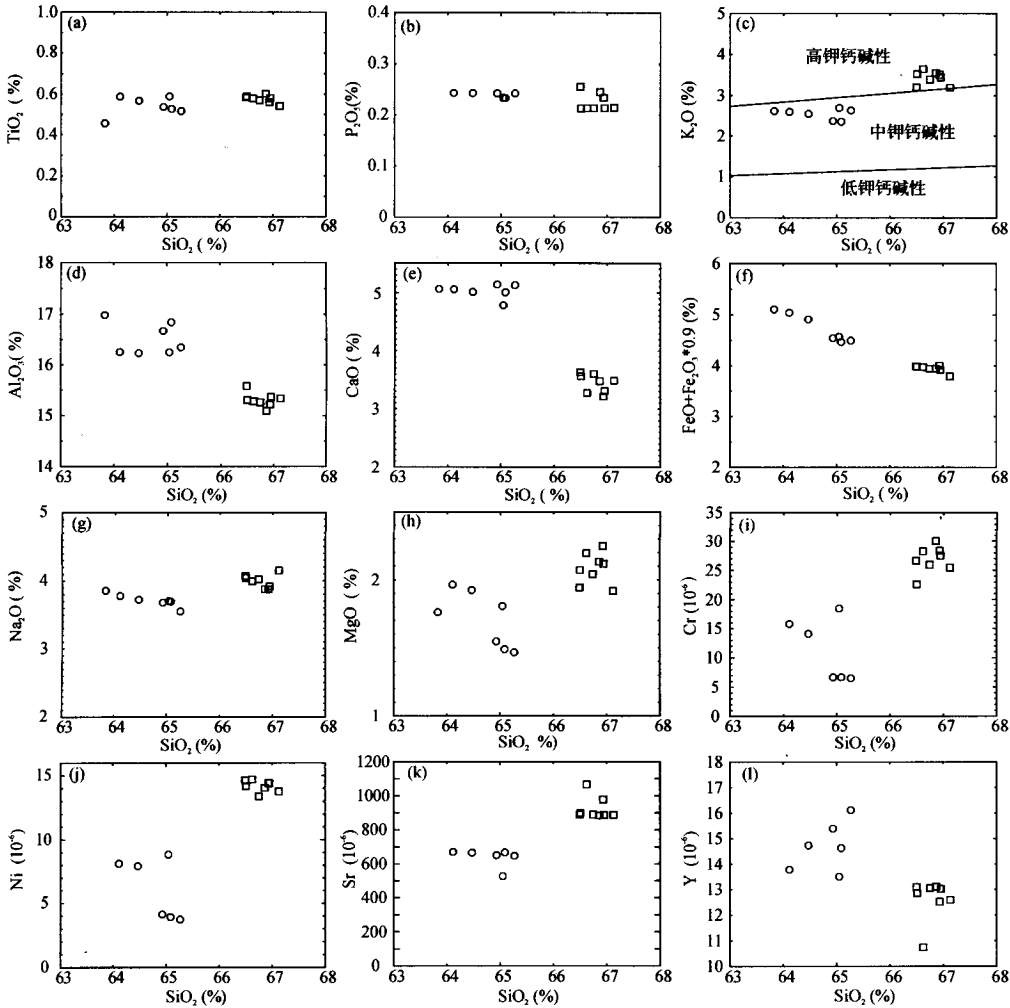 (a)
1.0
0.8
0.6
0.4
0.2
0
TiO₂ (%)
63 64 65 66 67 68
SiO₂ (%)
(b)
0.4
0.3
0.2
0.1
0
P₂O₅(%)
63 64 65 66 67 68
SiO₂ (%)
(c)
5
4
3
2
1
0
K₂O (%)
高钾钙碱性
中钾钙碱性
低钾钙碱性
63 64 65 66 67 68
SiO₂ (%)
(d)
18
17
16
15
14
Al₂O₃(%)
63 64 65 66 67 68
SiO₂ (%)
(e)
5
4
3
2
CaO (%)
63 64 65 66 67 68
SiO₂ (%)
(f)
6
5
4
3
2
FeO+Fe₂O₃*0.9 (%)
63 64 65 66 67 68
SiO₂ (%)
(g)
5
4
3
2
Na₂O (%)
63 64 65 66 67 68
SiO₂ (%)
(h)
2
1
MgO (%)
63 64 65 66 67 68
SiO₂ %)
(i)
35
30
25
20
15
10
5
0
Cr (10⁻⁶)
63 64 65 66 67 68
SiO₂ (%)
(j)
15
10
5
0
Ni (10⁻⁶)
63 64 65 66 67 68
SiO₂ (%)
(k)
1000
800
600
400
200
0
Sr (10⁻⁶)
63 64 65 66 67 68
SiO₂ (%)
(l)
18
17
16
15
14
13
12
11
10
Y (10⁻⁶)
63 64 65 66 67 68
SiO₂ (%)